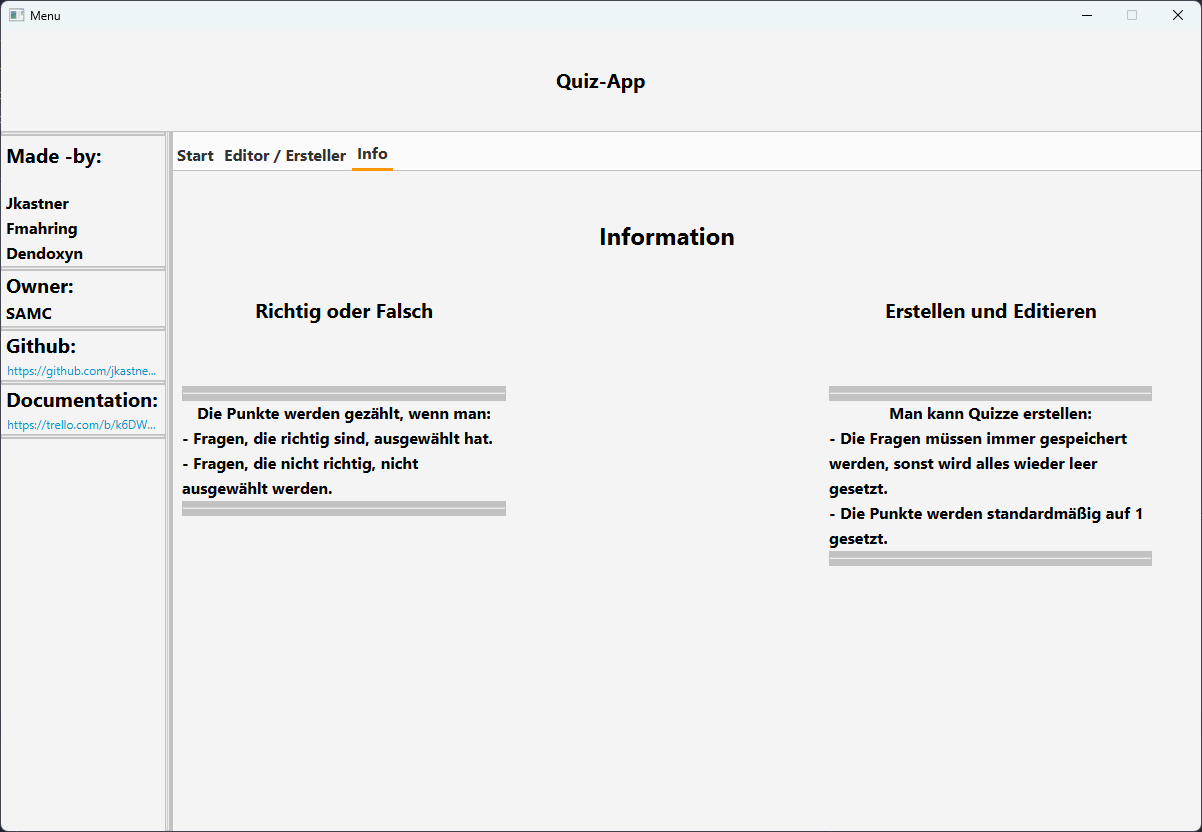 Menu
Quiz-App
Made -by:
Jkastner
Fmahring
Dendoxyn
Owner:
SAMC
Github:
https://github.com/jkastne...
Documentation:
https://trello.com/b/k6DW...
Start Editor / Ersteller Info
Information
Richtig oder Falsch
Die Punkte werden gezählt, wenn man:
- Fragen, die richtig sind, ausgewählt hat.
- Fragen, die nicht richtig, nicht
ausgewählt werden.
Erstellen und Editieren
Man kann Quizze erstellen:
- Die Fragen müssen immer gespeichert
werden, sonst wird alles wieder leer
gesetzt.
- Die Punkte werden standardmäßig auf 1
gesetzt.